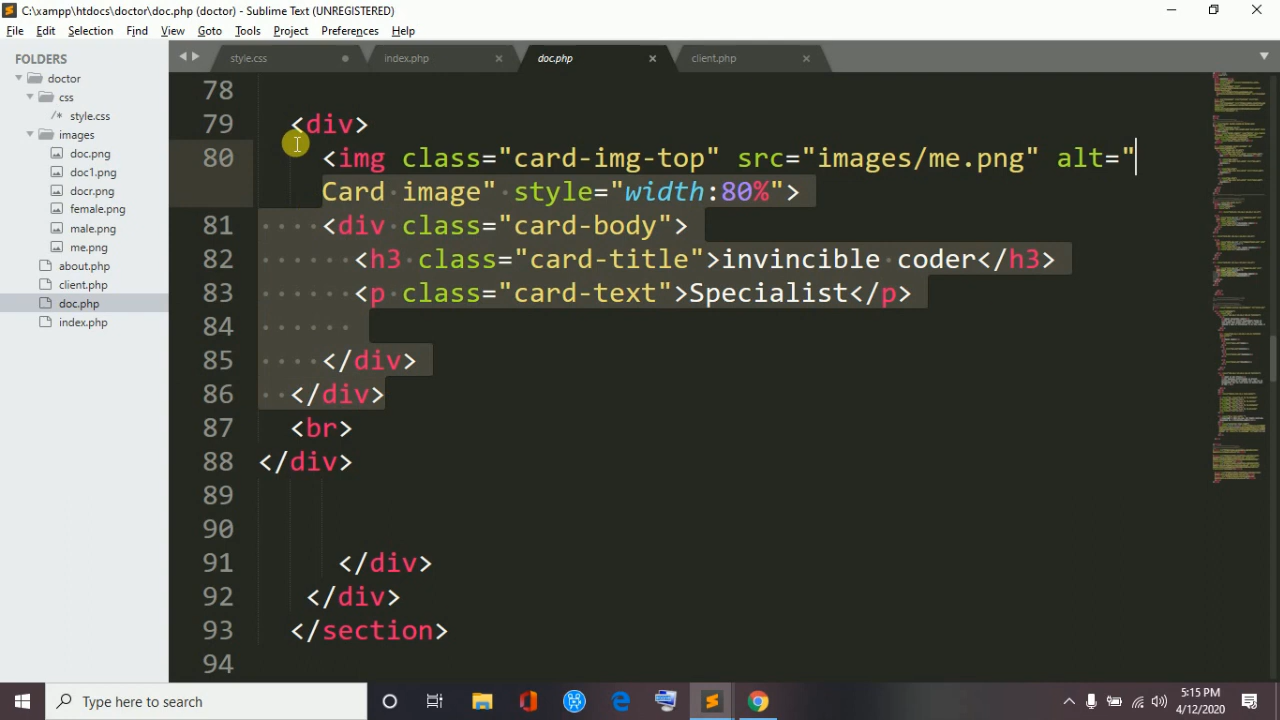 C:\xampp\htdocs\doctor\doc.php (doctor) - Sublime Text (UNREGISTERED)
File Edit Selection Find View Goto Tools Project Preferences Help
FOLDERS
doctor
css
/* style.css
images
doc.png
doc1.png
docr.png
female.png
male.png
me.png
about.php
client.php
doc.php
index.php
style.css index.php doc.php client.php
78
79 <div>
80 <img class="card-img-top" src="images/me.png" alt="
Card image" style="width:80%">
81 <div class="card-body">
82 <h3 class="card-title">invincible coder</h3>
83 <p class="card-text">Specialist</p>
84
85 </div>
86 </div>
87 <br>
88 </div>
89
90
91 </div>
92 </div>
93 </section>
94
Type here to search
5:15 PM
4/12/2020